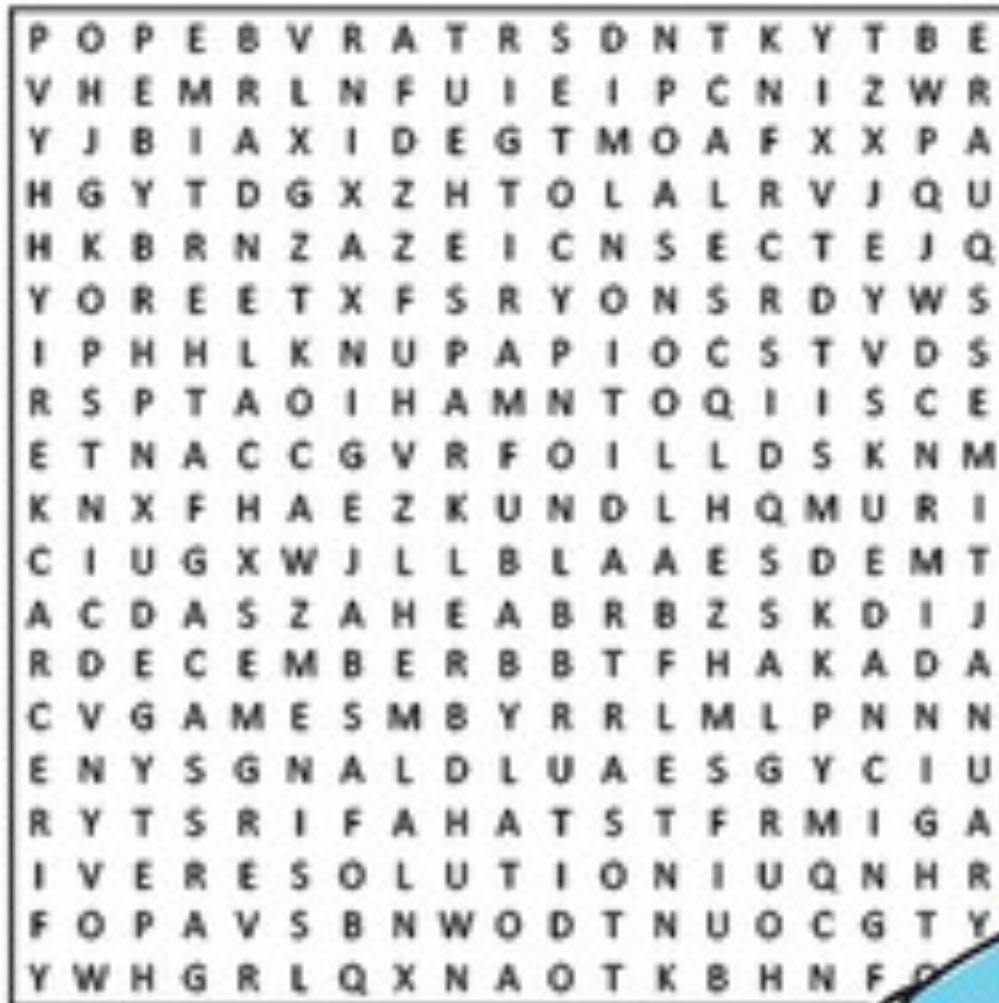 P O P E B V R A T R S D N T K Y T B E
V H E M R L N F U I E I P C N I Z W R
Y J B I A X I D E G T M O A F X X P A
H G Y T D G X Z H T O L A L R V J Q U
H K B R N Z A Z E I C N S E C T E J Q
Y O R E E T X F S R Y O N S R D Y W S
I P H H L K N U P A P I O C S T V D S
R S P T A O I H A M N T O Q I I S C E
E T N A C C G V R F O I L L D S K N M
K N X F H A E Z K U N D L H Q M U R I
C I U G X W J L L B L A A E S D E M T
A C D A S Z A H E A B R B Z S K D I J
R D E C E M B E R B B T F H A K A D A
C V G A M E S M B Y R R L M L P N N N
E N Y S G N A L D L U A E S G Y C I U
R Y T S R I F A H A T S T F R M I G A
I V E R E S O L U T I O N I U Q N H R
F O P A V S B N W O D T N U O C G T Y
Y W H G R L Q X N A O T K B H N F